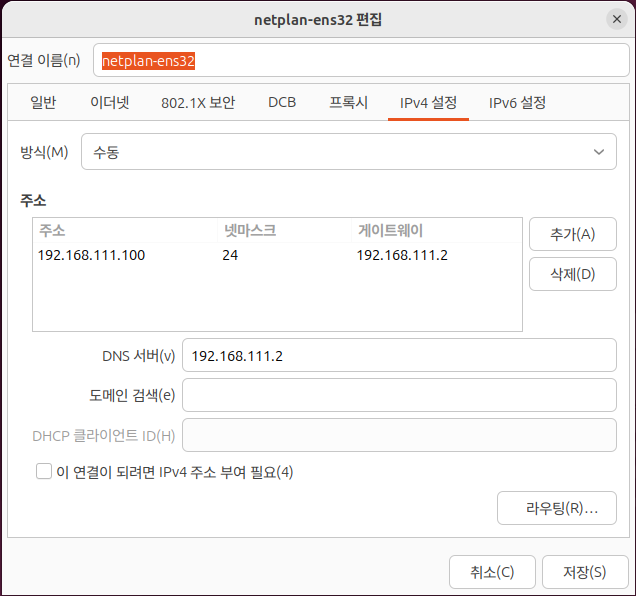 netplan-ens32 편집
연결 이름(n) netplan-ens32
일반 이더넷 802.1X 보안 DCB 프록시 IPv4 설정 IPv6 설정
방식(M) 수동
주소
주소 넷마스크 게이트웨이
192.168.111.100 24 192.168.111.2
추가(A)
삭제(D)
DNS 서버(v) 192.168.111.2
도메인 검색(e)
DHCP 클라이언트 ID(H)
이 연결이 되려면 IPv4 주소 부여 필요(4)
라우팅(R)…
취소(C) 저장(S)